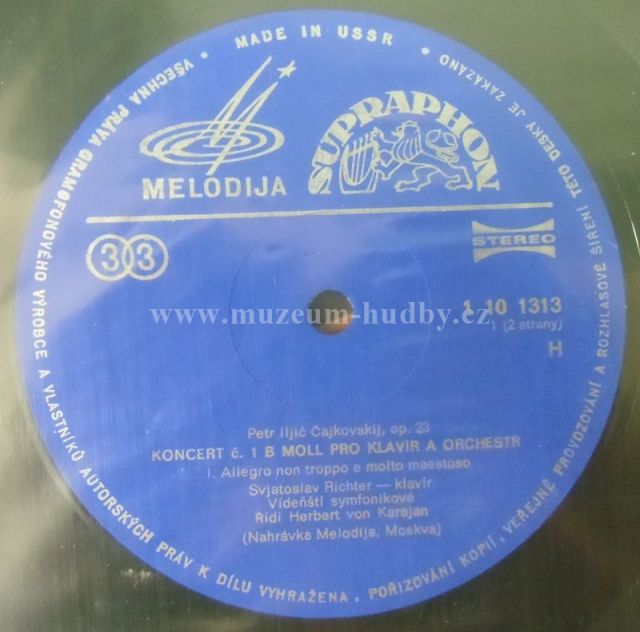 MADE IN USSR
VŠECHNA PRÁVA GRAMOFONOVÉHO VÝROBCE A VLASTNÍKŮ AUTORSKÝCH PRÁV K DÍLU VYHRAŽENA. POŘIZOVÁNÍ KOPIÍ, VEŘEJNÉ PROVOZOVÁNÍ A ROZHLASOVÉ ŠÍŘENÍ TÉTO DESKY JE ZAKÁZÁNO
MELODIJA
SUPRAPHON
33
STEREO
www.muzeum-hudby.cz
1 10 1313
1 (2 strany)
H
Petr Iljič Čajkovskij, op. 23
KONCERT č. 1 B MOLL PRO KLAVÍR A ORCHESTR
I. Allegro non troppo e molto maestoso
Svjatoslav Richter — klavír
Vídeňští symfonikové
Řídí Herbert von Karajan
(Nahrávka Melodija, Moskva)